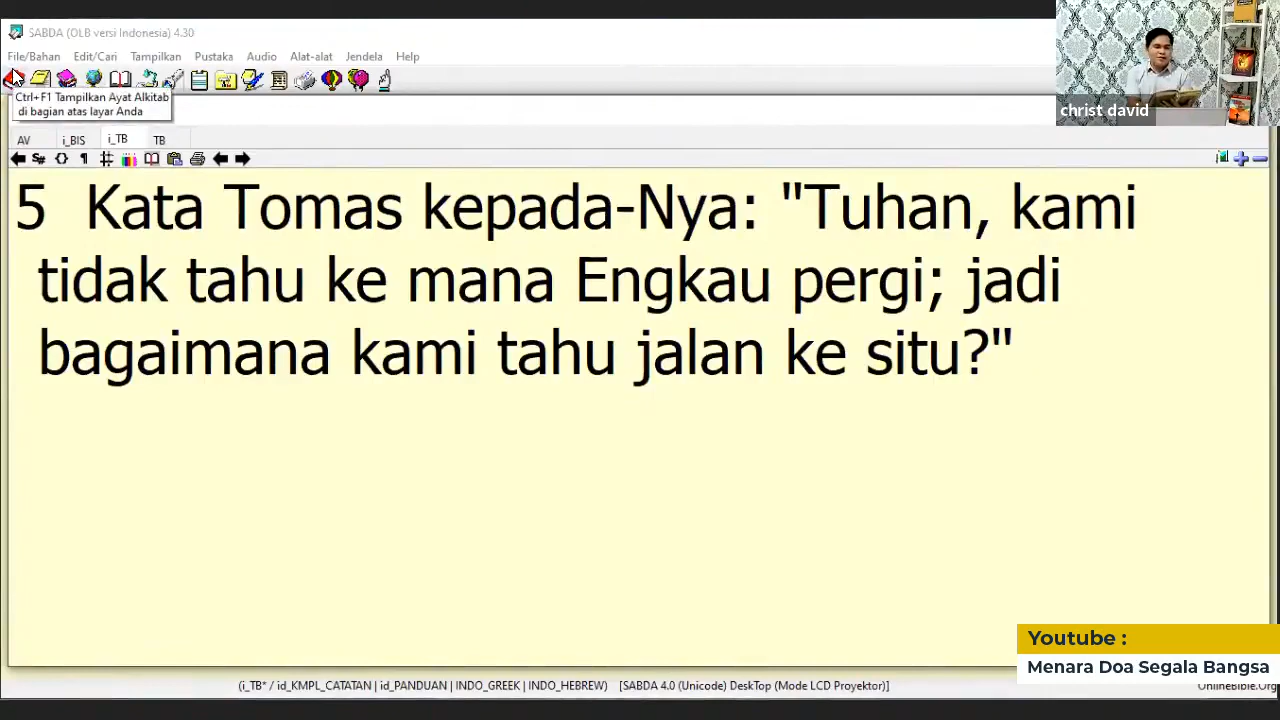 SABDA (OLB versi Indonesia) 4.30
File/Bahan Edit/Cari Tampilkan Pustaka Audio Alat-alat Jendela Help
Ctrl+F1 Tampilkan Ayat Alkitab
di bagian atas layar Anda
christ david
AV i_BIS i_TB TB
5 Kata Tomas kepada-Nya: "Tuhan, kami
tidak tahu ke mana Engkau pergi; jadi
bagaimana kami tahu jalan ke situ?"
Youtube :
Menara Doa Segala Bangsa
(i_TB* / id_KMPL_CATATAN | id_PANDUAN | INDO_GREEK | INDO_HEBREW) [SABDA 4.0 (Unicode) DeskTop (Mode LCD Proyektor)]
OnlineBible.Org